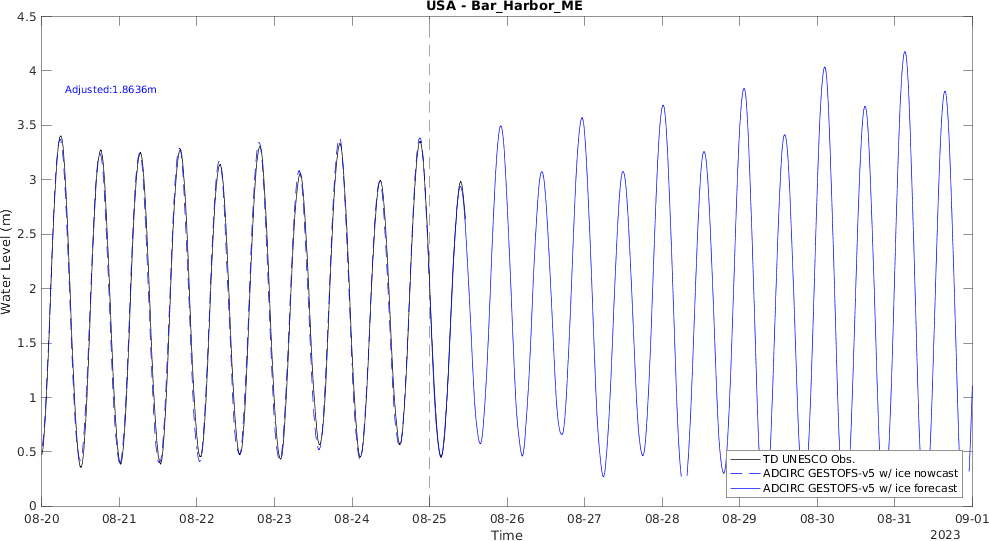 USA - Bar_Harbor_ME
4.5
4
3.5
3
2.5
2
1.5
1
0.5
0
Water Level (m)
Adjusted:1.8636m
TD UNESCO Obs.
ADCIRC GESTOFS-v5 w/ ice nowcast
ADCIRC GESTOFS-v5 w/ ice forecast
08-20 08-21 08-22 08-23 08-24 08-25 08-26 08-27 08-28 08-29 08-30 08-31 09-01
Time
2023